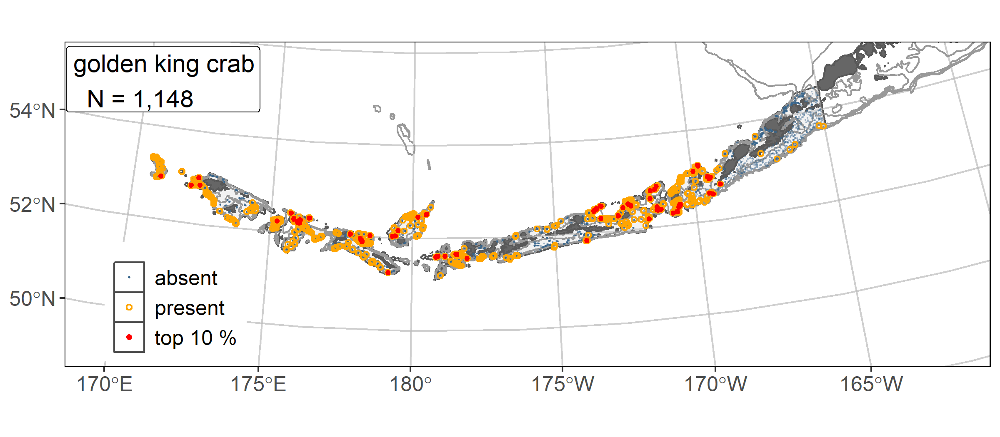 golden king crab
N = 1,148
54°N
52°N
50°N
absent
present
top 10 %
170°E 175°E 180° 175°W 170°W 165°W